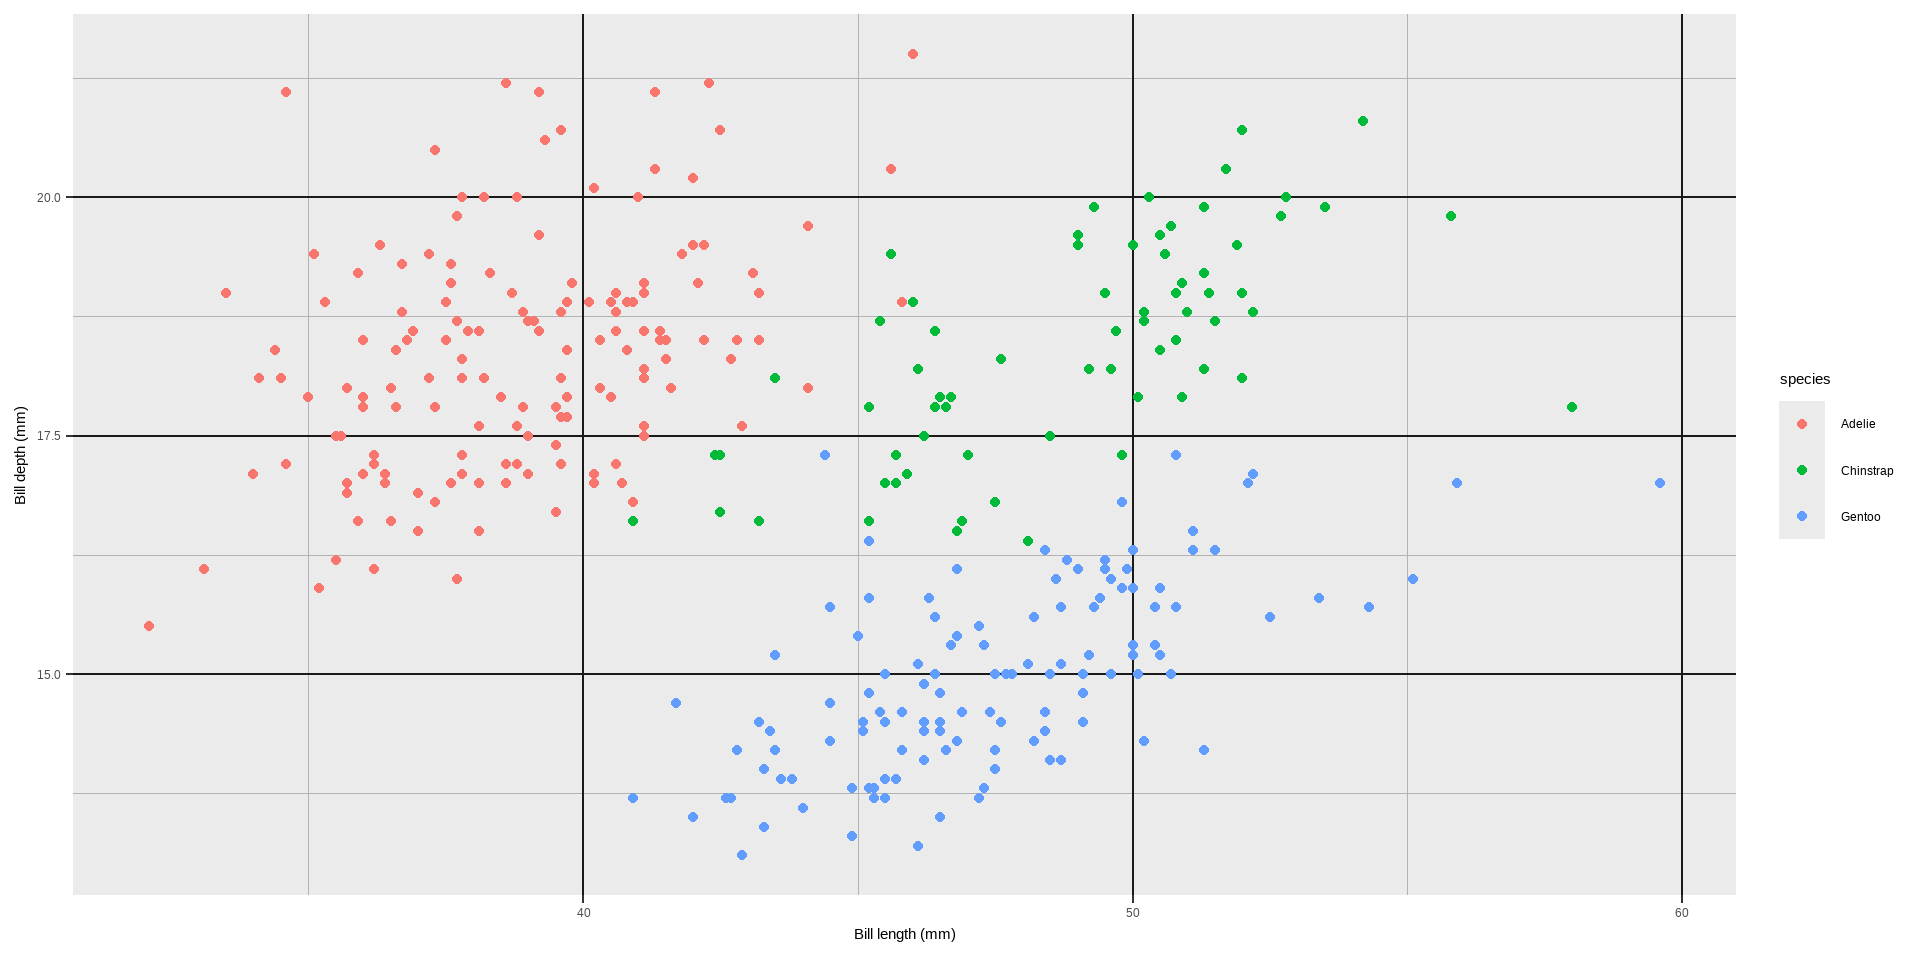 20.0
17.5
15.0
Bill depth (mm)
40
50
60
Bill length (mm)
species
Adelie
Chinstrap
Gentoo